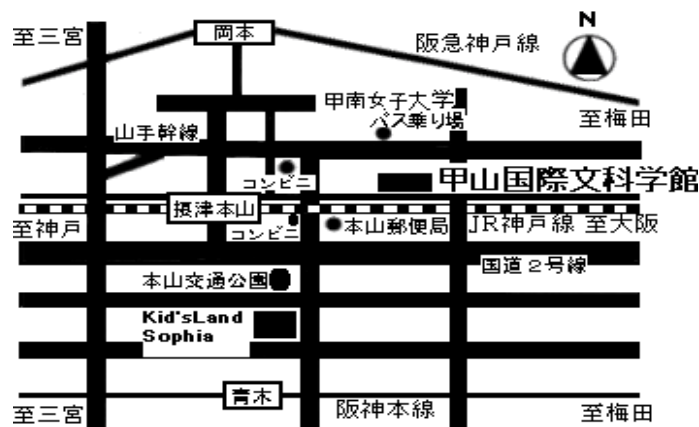 至三宮
岡本
阪急神戸線
N
甲南女子大学
バス乗り場
至梅田
山手幹線
コンビニ
甲山国際文科学館
摂津本山
至神戸
コンビニ
本山郵便局
JR神戸線 至大阪
国道2号線
本山交通公園
Kid'sLand
Sophia
青木
至三宮
阪神本線
至梅田